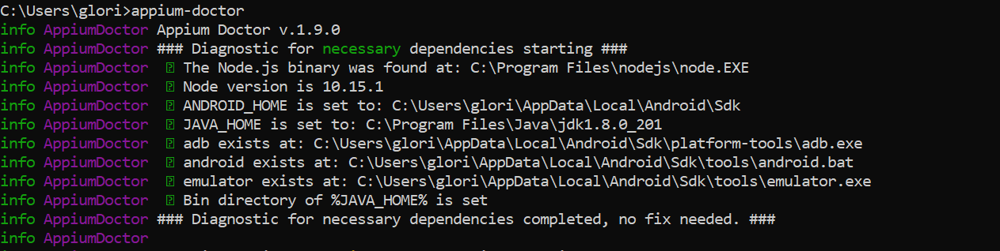 C:\Users\glori>appium-doctor
info AppiumDoctor Appium Doctor v.1.9.0
info AppiumDoctor ### Diagnostic for necessary dependencies starting ###
info AppiumDoctor The Node.js binary was found at: C:\Program Files\nodejs\node.EXE
info AppiumDoctor Node version is 10.15.1
info AppiumDoctor ANDROID_HOME is set to: C:\Users\glori\AppData\Local\Android\Sdk
info AppiumDoctor JAVA_HOME is set to: C:\Program Files\Java\jdk1.8.0_201
info AppiumDoctor adb exists at: C:\Users\glori\AppData\Local\Android\Sdk\platform-tools\adb.exe
info AppiumDoctor android exists at: C:\Users\glori\AppData\Local\Android\Sdk\tools\android.bat
info AppiumDoctor emulator exists at: C:\Users\glori\AppData\Local\Android\Sdk\tools\emulator.exe
info AppiumDoctor Bin directory of %JAVA_HOME% is set
info AppiumDoctor ### Diagnostic for necessary dependencies completed, no fix needed. ###
info AppiumDoctor